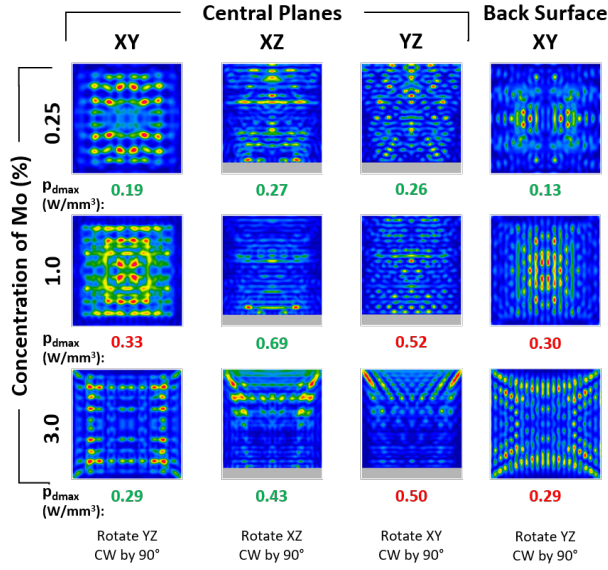 Central Planes Back Surface
XY XZ YZ XY
Concentration of Mo (%)
0.25
p_dmax (W/mm³): 0.19 0.27 0.26 0.13
1.0
p_dmax (W/mm³): 0.33 0.69 0.52 0.30
3.0
p_dmax (W/mm³): 0.29 0.43 0.50 0.29
Rotate YZ Rotate XZ Rotate XY Rotate YZ
CW by 90° CW by 90° CW by 90° CW by 90°